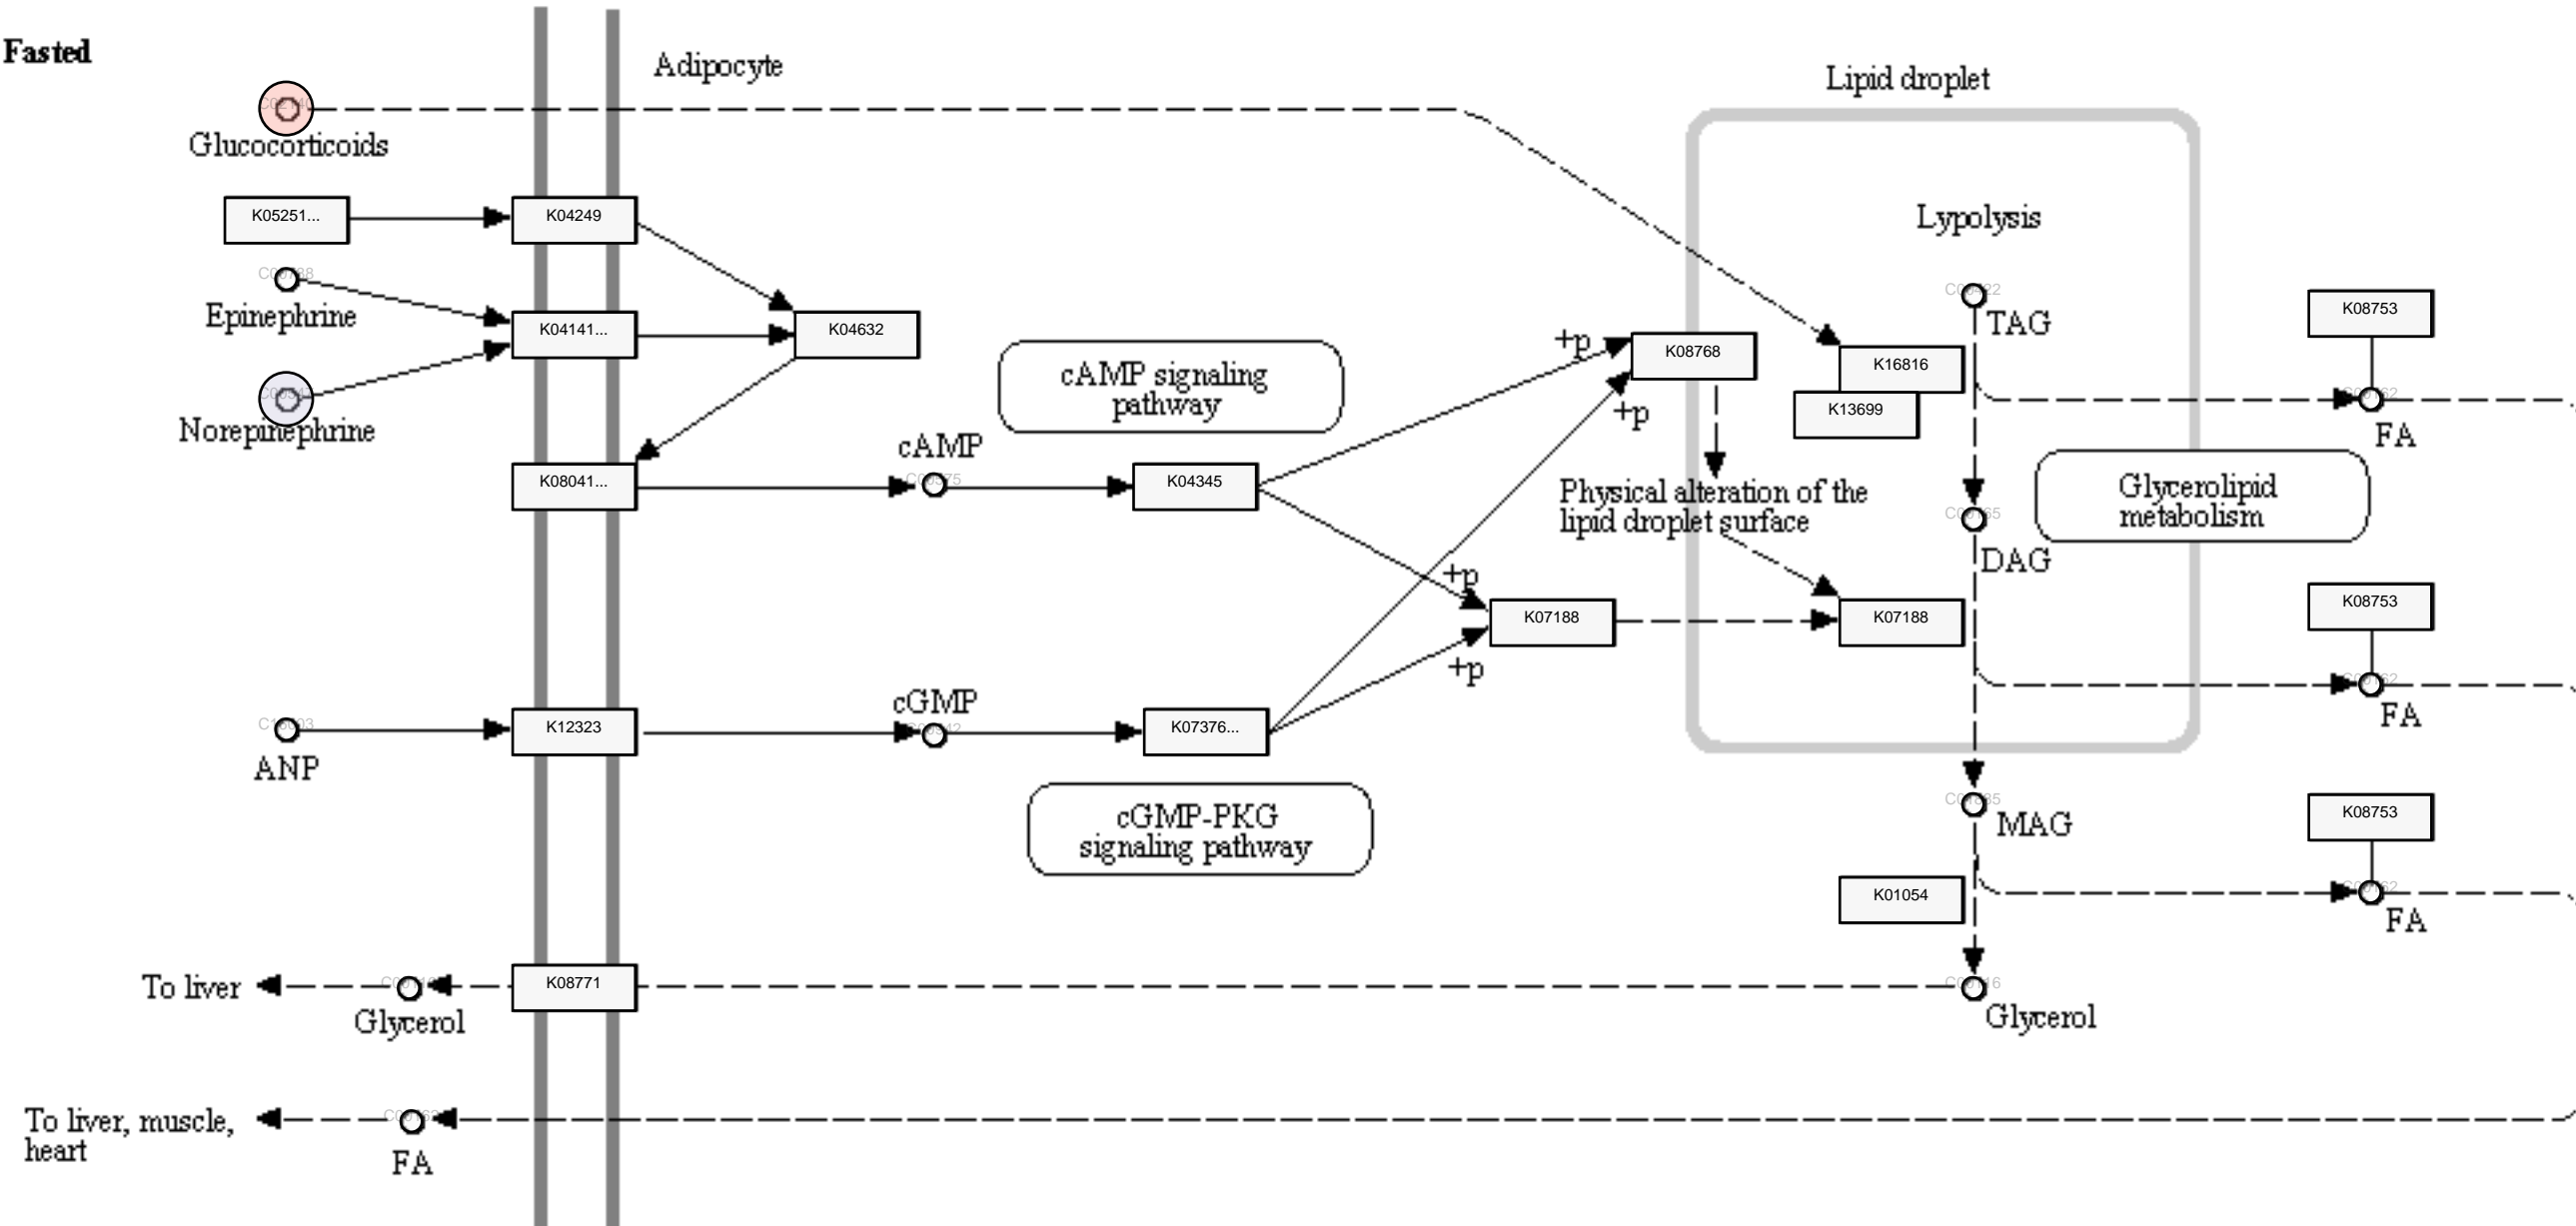 Fasted
Adipocyte
Lipid droplet
Glucocorticoids
K05251...
K04249
Lypolysis
Epinephrine
K04141...
K04632
TAG
K08753
+p
K08768
K16816
K13699
cAMP signaling
pathway
+p
FA
Norepinephrine
cAMP
K08041...
K04345
Physical alteration of the
lipid droplet surface
Glycerolipid
metabolism
DAG
+p
K07188
K07188
K08753
+p
FA
cGMP
K12323
K07376...
ANP
cGMP-PKG
signaling pathway
MAG
K08753
K01054
FA
To liver
K08771
Glycerol
Glycerol
To liver, muscle,
heart
FA